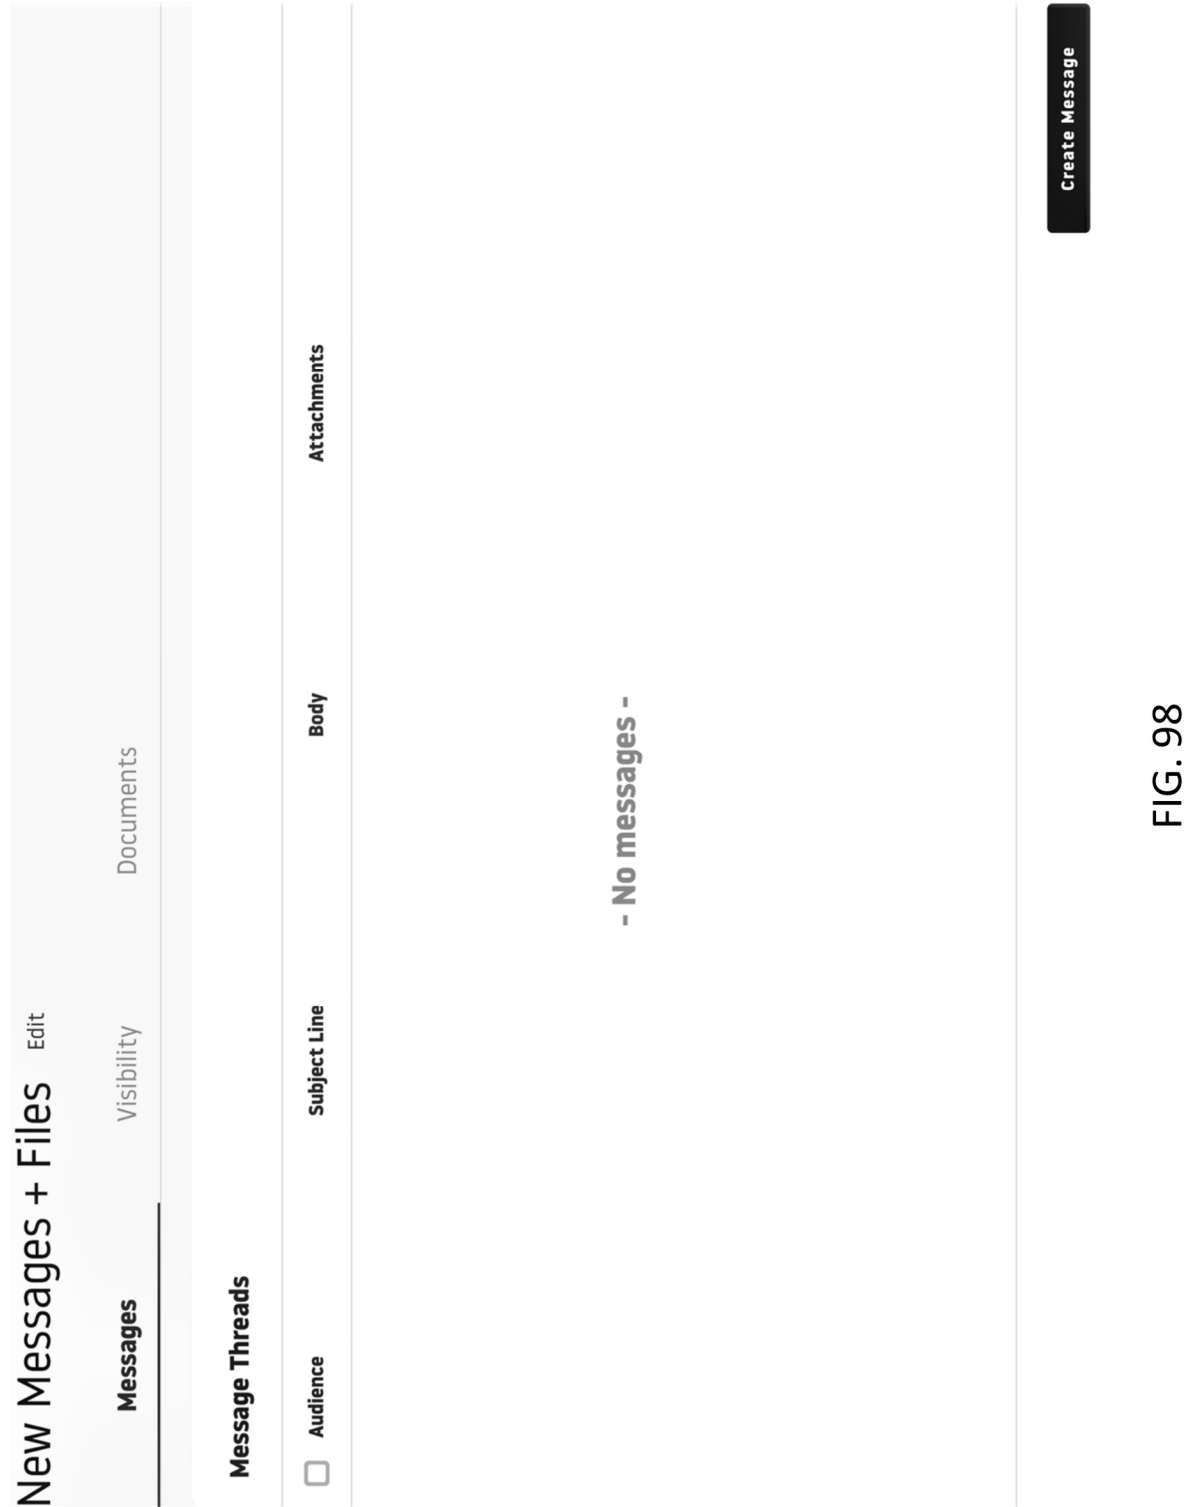 New Messages + Files Edit
Messages Visibility Documents
Message Threads
Audience Subject Line Body Attachments
- No messages -
Create Message
FIG. 98